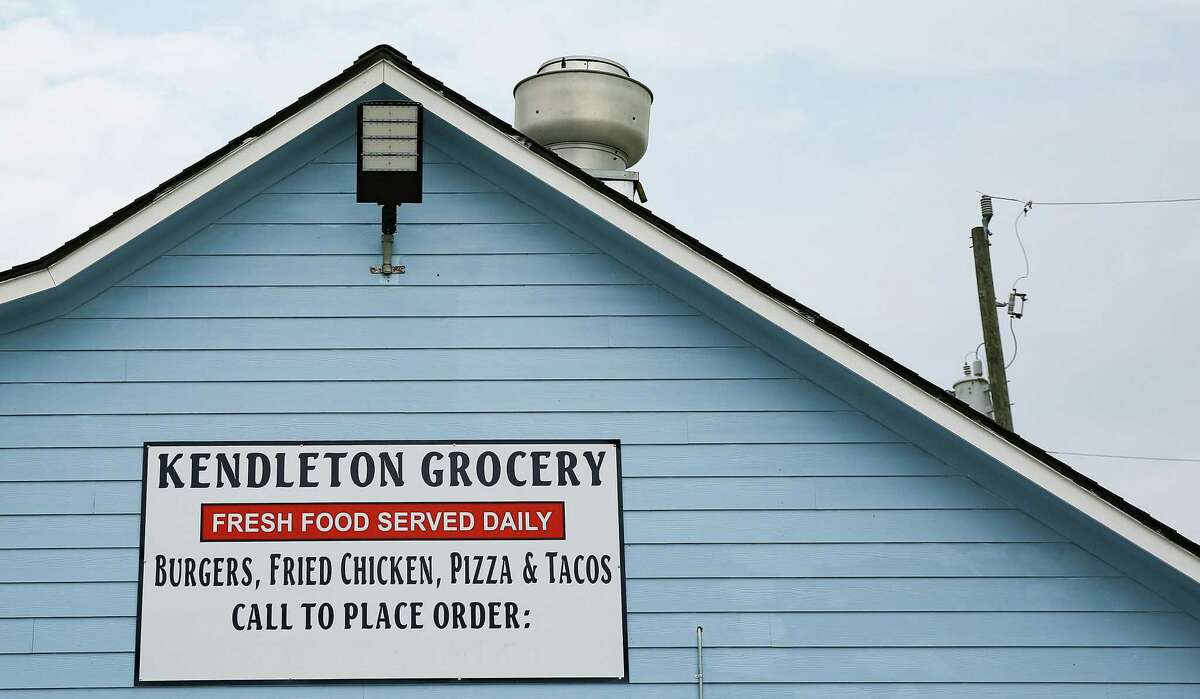 KENDLETON GROCERY
FRESH FOOD SERVED DAILY
BURGERS, FRIED CHICKEN, PIZZA & TACOS
CALL TO PLACE ORDER: